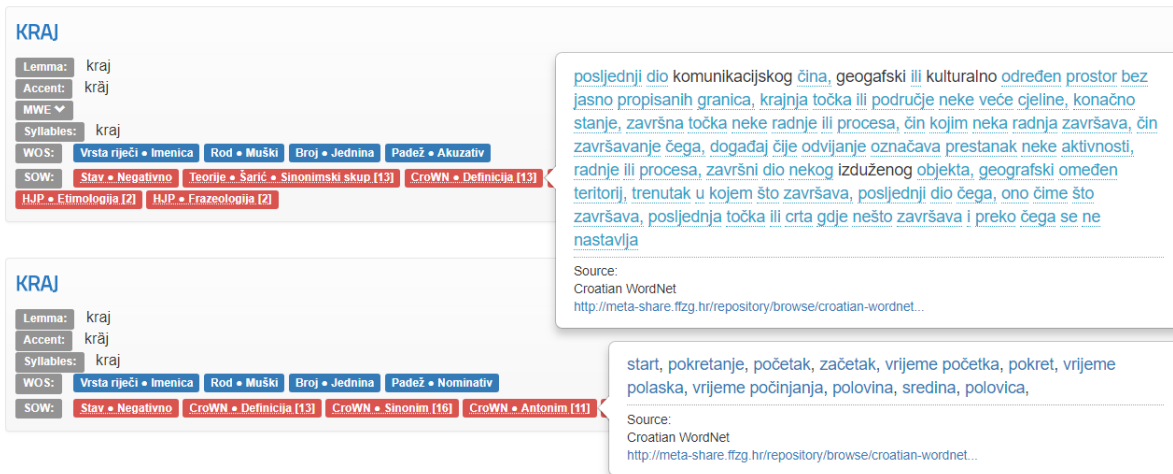 KRAJ
Lemma: kraj
Accent: krȁj
MWE
Syllables: kraj
WOS: Vrsta riječi • Imenica Rod • Muški Broj • Jednina Padež • Akuzativ
SOW: Stav • Negativno Teorije • Šarić • Sinonimski skup [13] CroWN • Definicija [13]
HJP • Etimologija [2] HJP • Frazeologija [2]
posljednji dio komunikacijskog čina, geogafski ili kulturalno određen prostor bez
jasno propisanih granica, krajnja točka ili područje neke veće cjeline, konačno
stanje, završna točka neke radnje ili procesa, čin kojim neka radnja završava, čin
završavanje čega, događaj čije odvijanje označava prestanak neke aktivnosti,
radnje ili procesa, završni dio nekog izduženog objekta, geografski omeđen
teritorij, trenutak u kojem što završava, posljednji dio čega, ono čime što
završava, posljednja točka ili crta gdje nešto završava i preko čega se ne
nastavlja
Source:
Croatian WordNet
http://meta-share.ffzg.hr/repository/browse/croatian-wordnet...
KRAJ
Lemma: kraj
Accent: krȁj
Syllables: kraj
WOS: Vrsta riječi • Imenica Rod • Muški Broj • Jednina Padež • Nominativ
SOW: Stav • Negativno CroWN • Definicija [13] CroWN • Sinonim [16] CroWN • Antonim [11]
start, pokretanje, početak, začetak, vrijeme početka, pokret, vrijeme
polaska, vrijeme počinjanja, polovina, sredina, polovica,
Source:
Croatian WordNet
http://meta-share.ffzg.hr/repository/browse/croatian-wordnet...